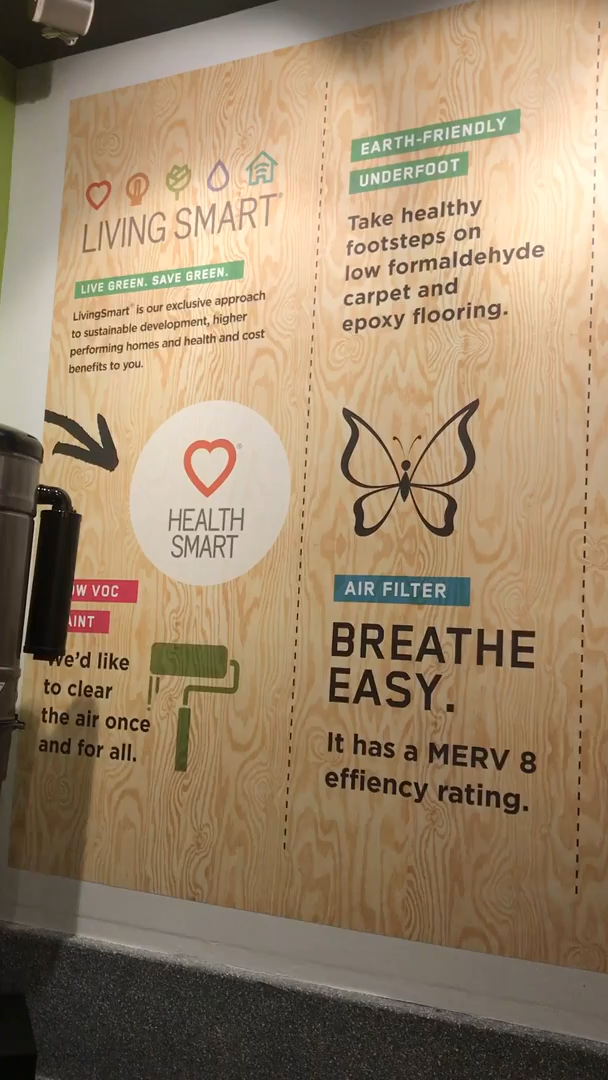 LIVING SMART®
LIVE GREEN. SAVE GREEN.
LivingSmart® is our exclusive approach
to sustainable development, higher
performing homes and health and cost
benefits to you.
HEALTH
SMART
OW VOC
AINT
we'd like
to clear
the air once
and for all.
EARTH-FRIENDLY
UNDERFOOT
Take healthy
footsteps on
low formaldehyde
carpet and
epoxy flooring.
AIR FILTER
BREATHE
EASY.
It has a MERV 8
effiency rating.